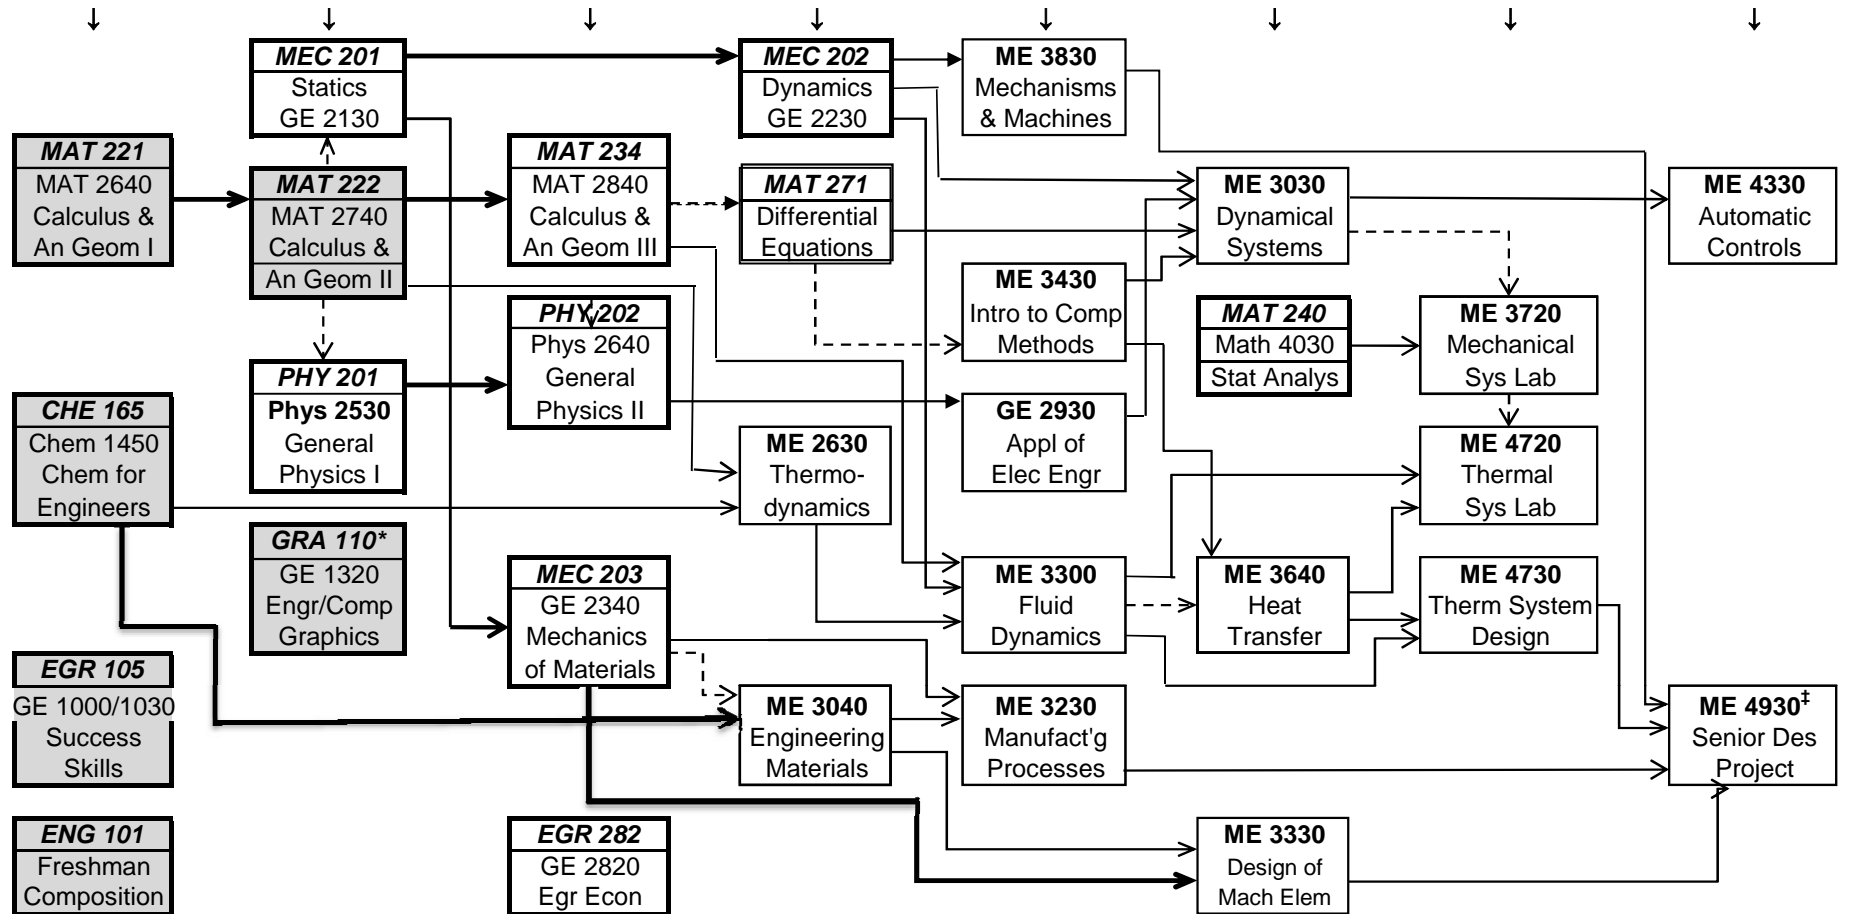 MEC 201
Statics
GE 2130
MEC 202
Dynamics
GE 2230
ME 3830
Mechanisms
& Machines
MAT 221
MAT 2640
Calculus &
An Geom I
MAT 222
MAT 2740
Calculus &
An Geom II
MAT 234
MAT 2840
Calculus &
An Geom III
MAT 271
Differential
Equations
ME 3030
Dynamical
Systems
ME 4330
Automatic
Controls
ME 3430
Intro to Comp
Methods
PHY 202
Phys 2640
General
Physics II
MAT 240
Math 4030
Stat Analys
ME 3720
Mechanical
Sys Lab
PHY 201
Phys 2530
General
Physics I
CHE 165
Chem 1450
Chem for
Engineers
GE 2930
Appl of
Elec Engr
ME 2630
Thermo-
dynamics
ME 4720
Thermal
Sys Lab
GRA 110*
GE 1320
Engr/Comp
Graphics
MEC 203
GE 2340
Mechanics
of Materials
ME 3300
Fluid
Dynamics
ME 3640
Heat
Transfer
ME 4730
Therm System
Design
EGR 105
GE 1000/1030
Success
Skills
ME 3040
Engineering
Materials
ME 3230
Manufact'g
Processes
ME 4930‡
Senior Des
Project
ENG 101
Freshman
Composition
EGR 282
GE 2820
Egr Econ
ME 3330
Design of
Mach Elem